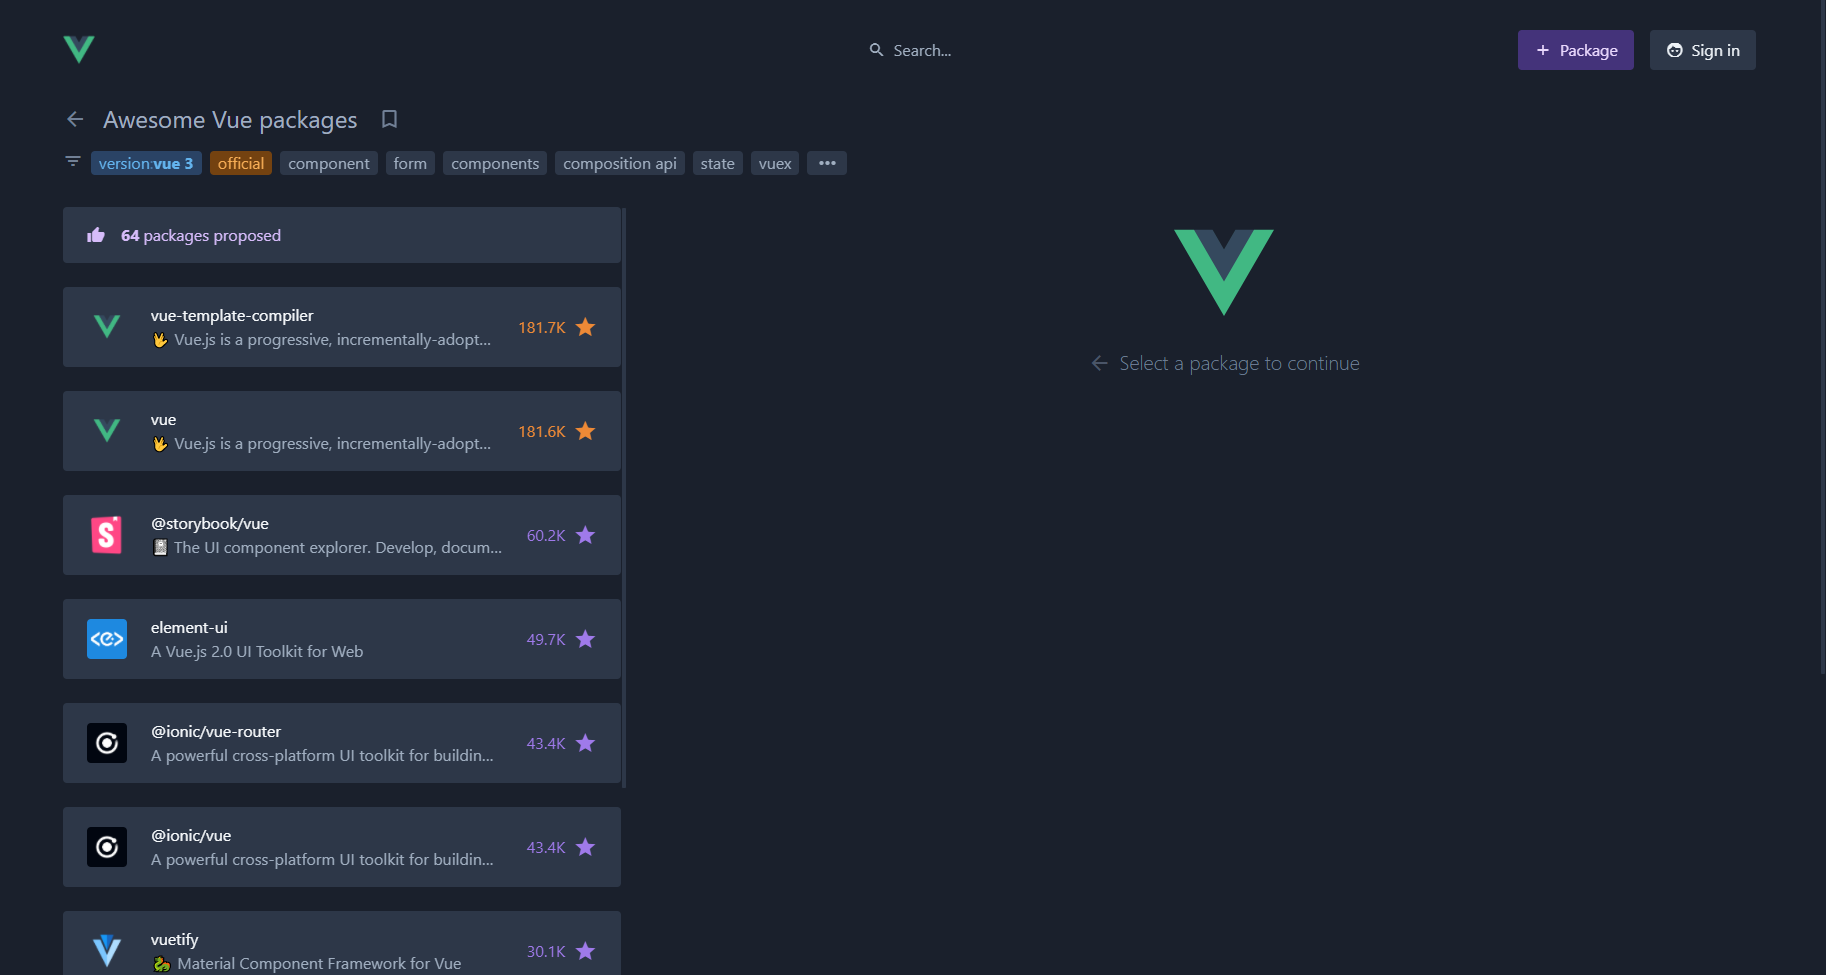 Search...
+ Package
Sign in
Awesome Vue packages
version:vue 3 official component form components composition api state vuex •••
64 packages proposed
vue-template-compiler
🖖 Vue.js is a progressive, incrementally-adopt...
181.7K
vue
🖖 Vue.js is a progressive, incrementally-adopt...
181.6K
@storybook/vue
📓 The UI component explorer. Develop, docum...
60.2K
element-ui
A Vue.js 2.0 UI Toolkit for Web
49.7K
@ionic/vue-router
A powerful cross-platform UI toolkit for buildin...
43.4K
@ionic/vue
A powerful cross-platform UI toolkit for buildin...
43.4K
vuetify
🐉 Material Component Framework for Vue
30.1K
Select a package to continue